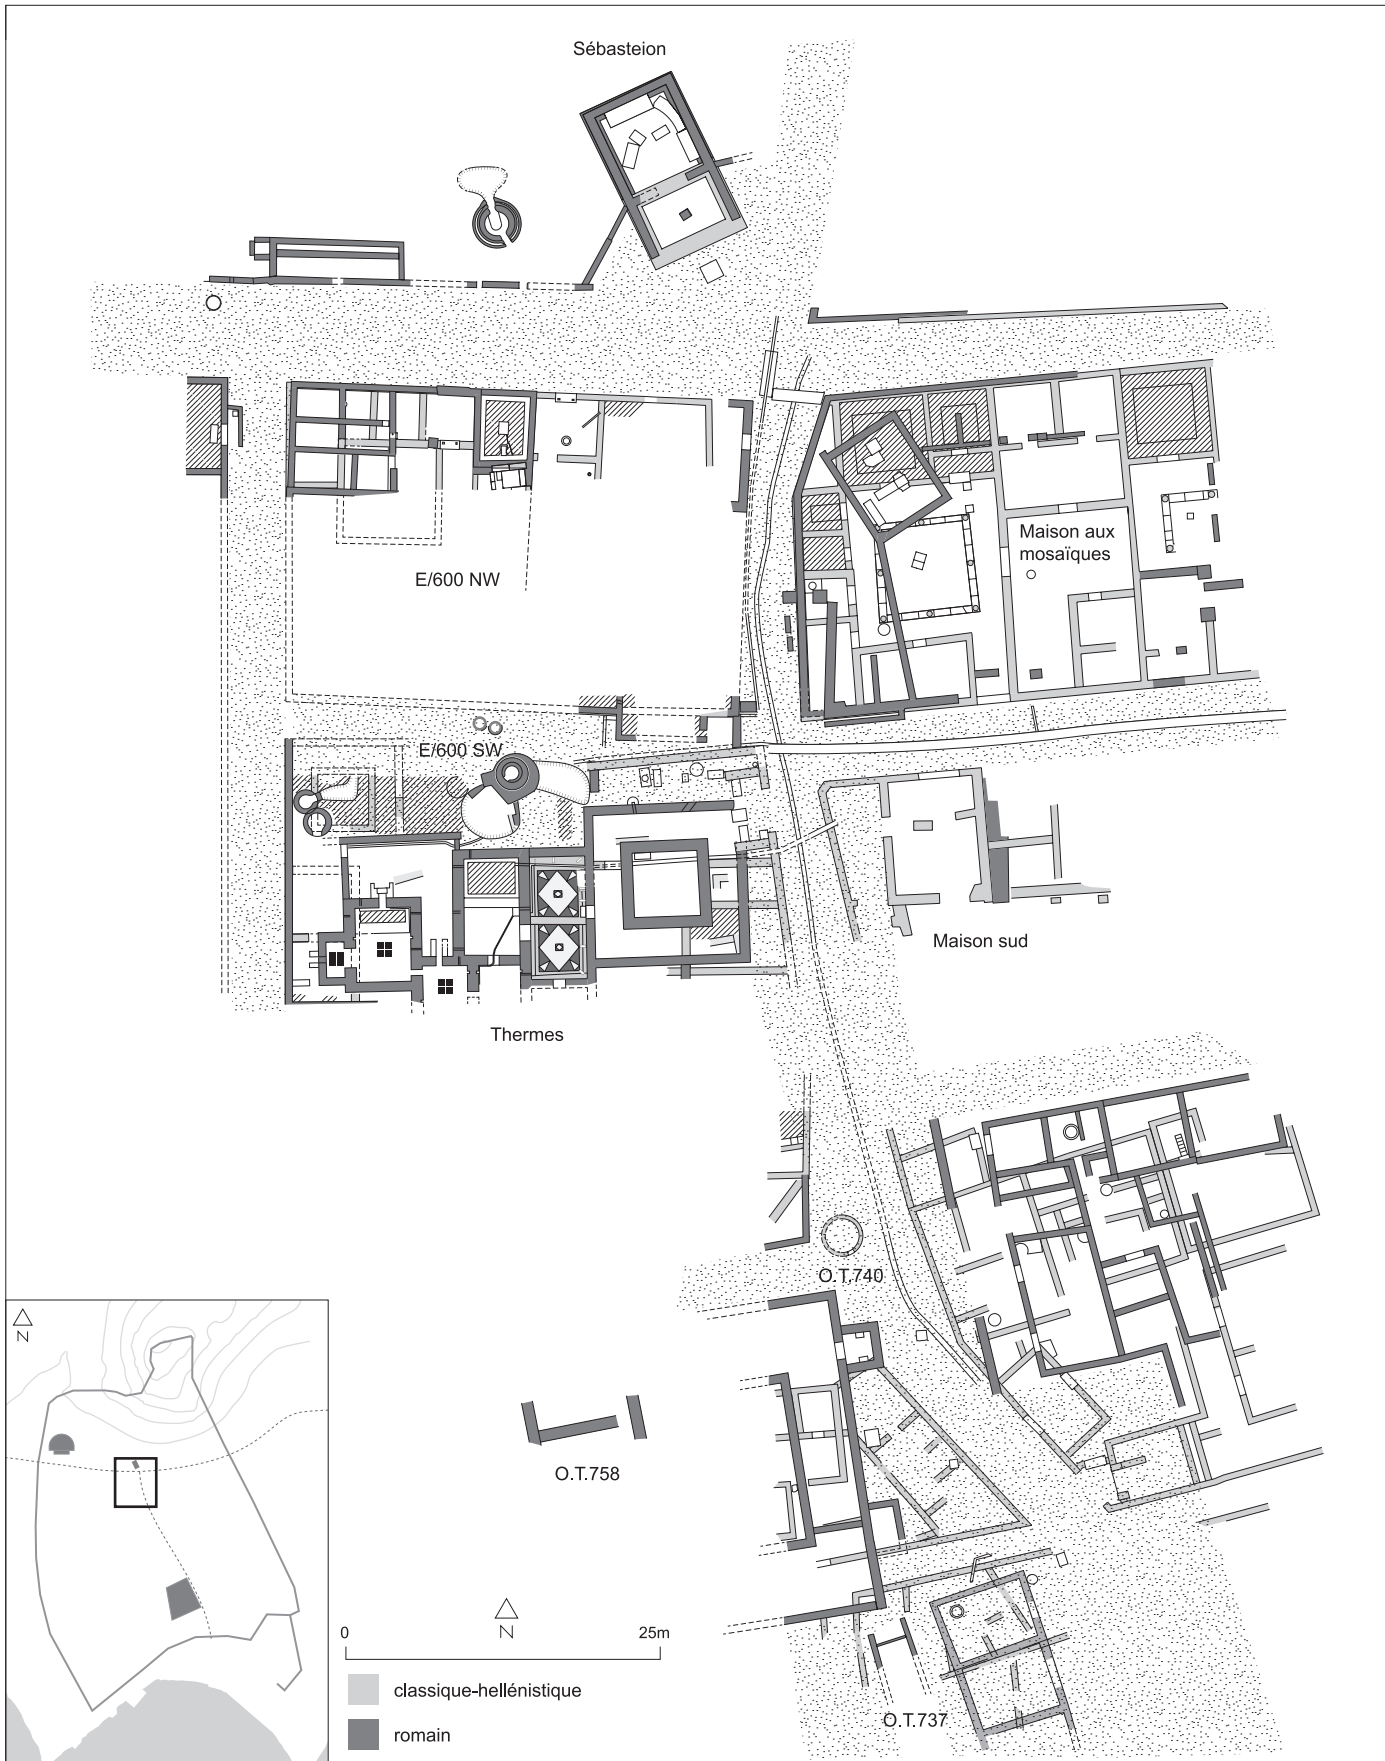 Sébasteion
Maison aux
mosaïques
E/600 NW
E/600 SW
Maison sud
Thermes
O.T.740
N
O.T.758
N
0
25m
classique-hellénistique
O.T.737
romain